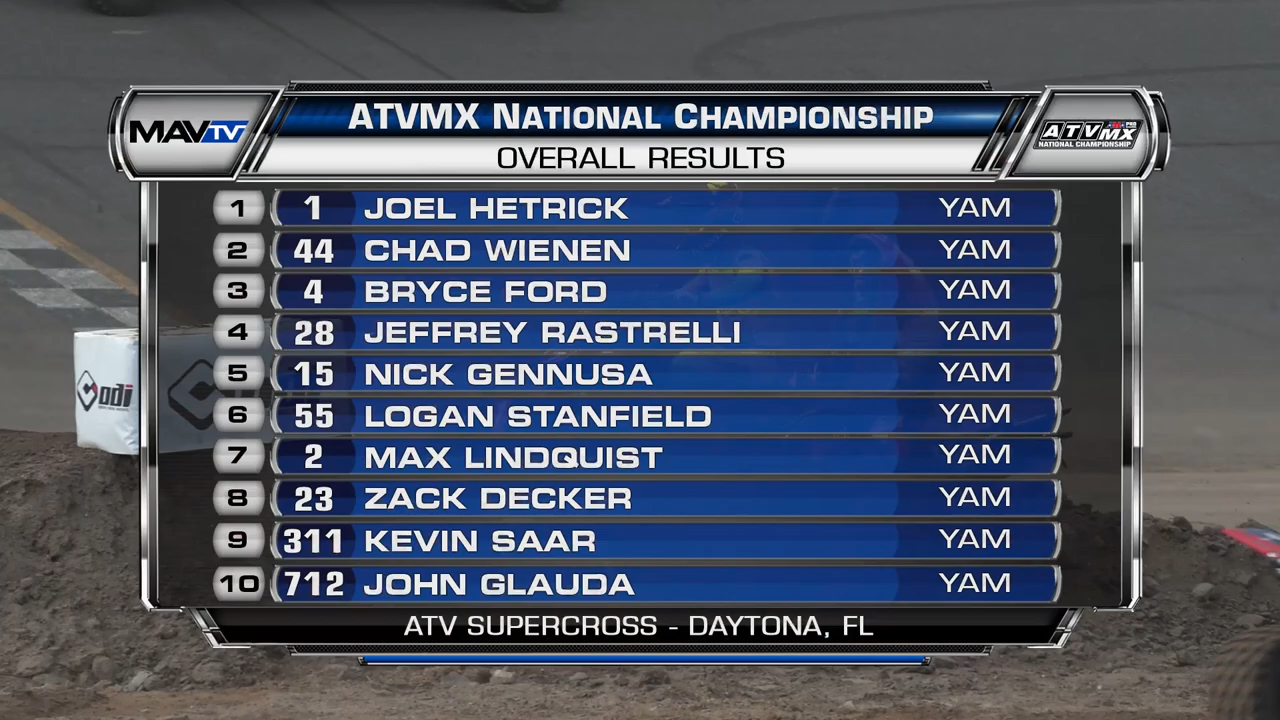 MAVTV
ATVMX NATIONAL CHAMPIONSHIP
ATVMX PRO
NATIONAL CHAMPIONSHIP
OVERALL RESULTS
1 1 JOEL HETRICK YAM
2 44 CHAD WIENEN YAM
3 4 BRYCE FORD YAM
4 28 JEFFREY RASTRELLI YAM
5 15 NICK GENNUSA YAM
6 55 LOGAN STANFIELD YAM
7 2 MAX LINDQUIST YAM
8 23 ZACK DECKER YAM
9 311 KEVIN SAAR YAM
10 712 JOHN GLAUDA YAM
odi
ATV SUPERCROSS - DAYTONA, FL